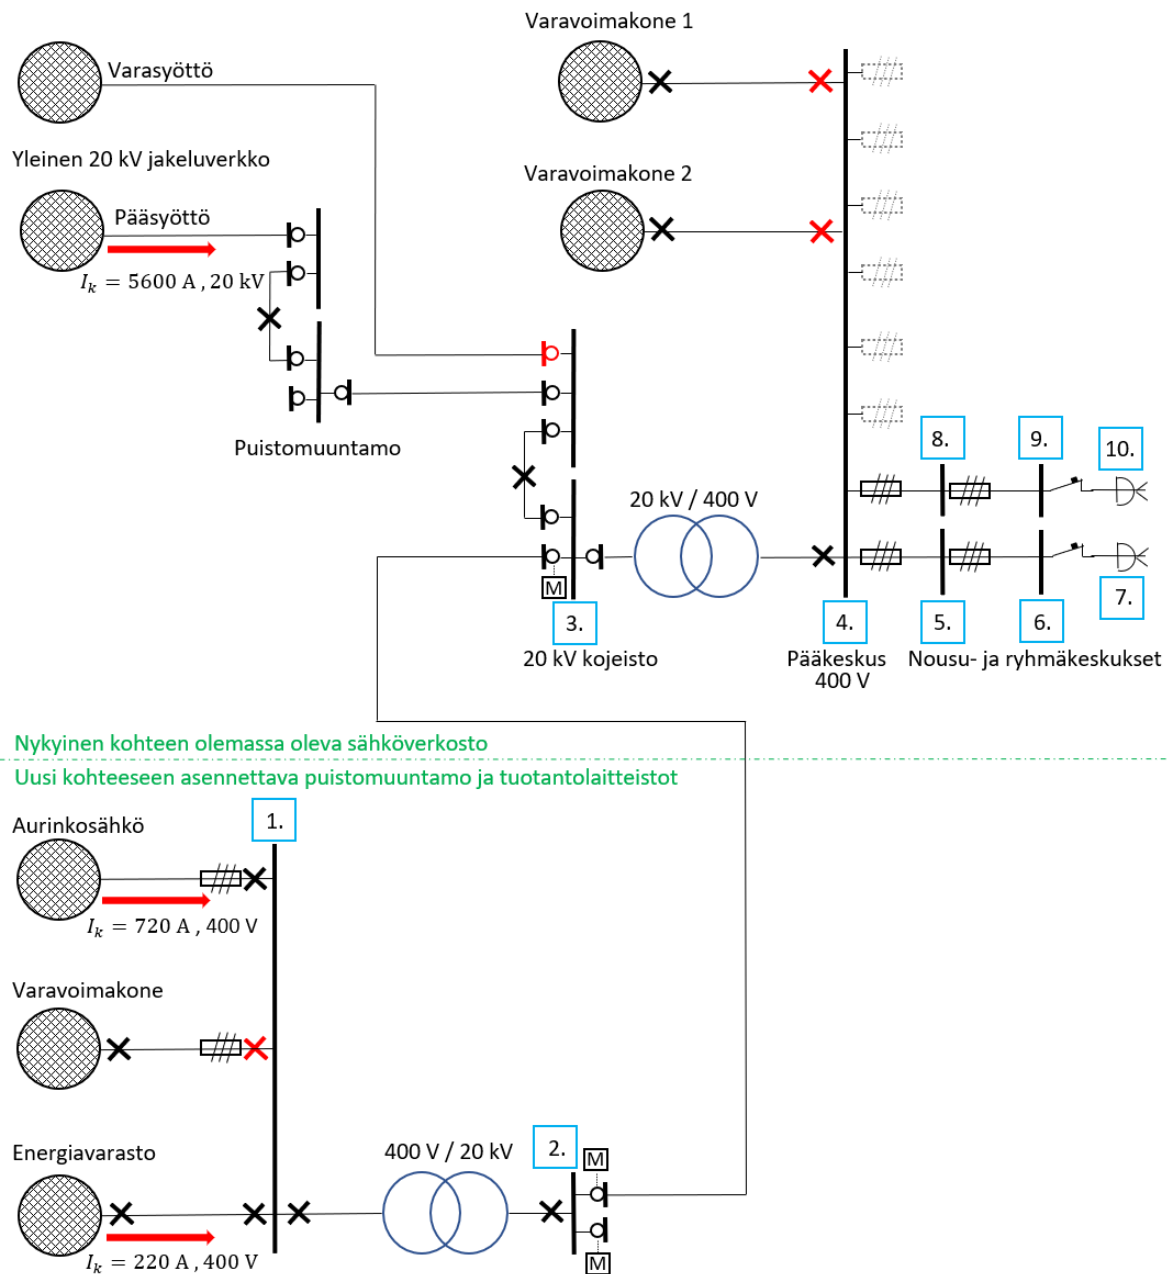 Varavoimakone 1
Varasyöttö
Yleinen 20 kV jakeluverkko
Varavoimakone 2
Pääsyöttö
I_k = 5600 A , 20 kV
Puistomuuntamo
8.
9.
10.
20 kV / 400 V
M
3.
4.
5.
6.
7.
20 kV kojeisto
Pääkeskus
400 V
Nousu- ja ryhmäkeskukset
Nykyinen kohteen olemassa oleva sähköverkosto
Uusi kohteeseen asennettava puistomuuntamo ja tuotantolaitteistot
Aurinkosähkö
1.
I_k = 720 A , 400 V
Varavoimakone
Energiavarasto
400 V / 20 kV
2.
M
I_k = 220 A , 400 V
M